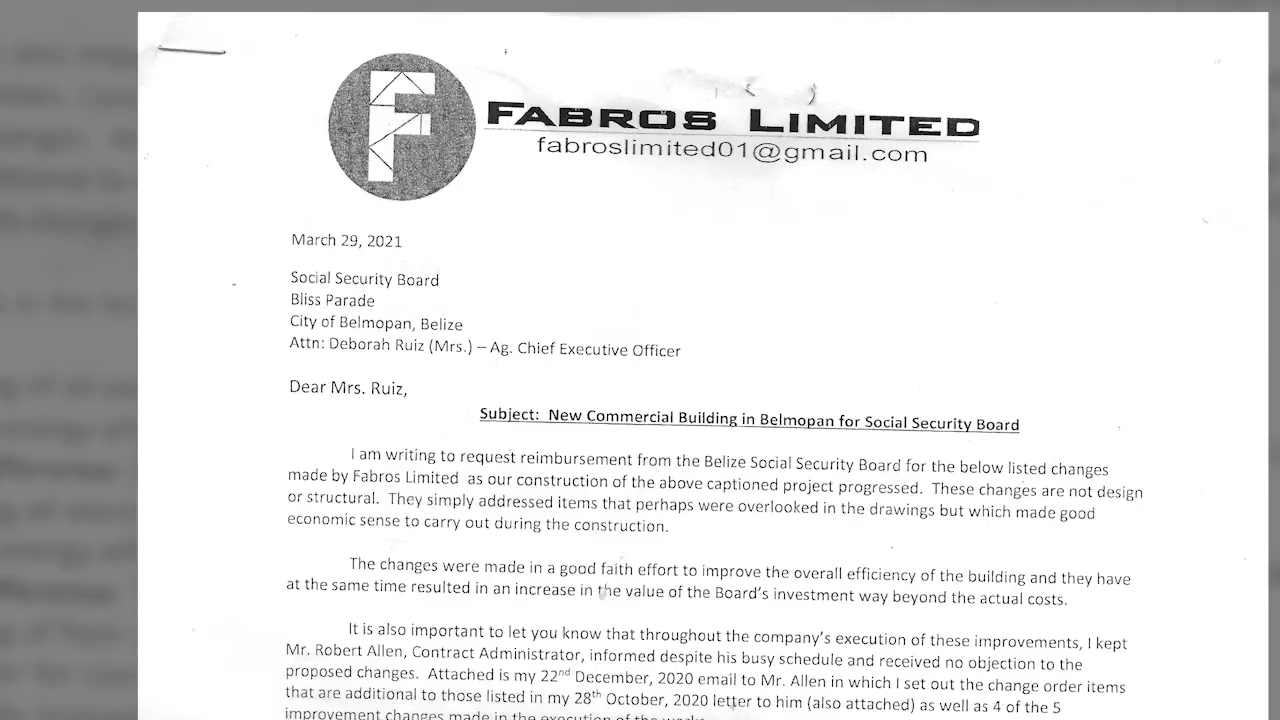 FABROS LIMITED
fabroslimited01@gmail.com
March 29, 2021
Social Security Board
Bliss Parade
City of Belmopan, Belize
Attn: Deborah Ruiz (Mrs.) – Ag. Chief Executive Officer
Dear Mrs. Ruiz,
Subject: New Commercial Building in Belmopan for Social Security Board
I am writing to request reimbursement from the Belize Social Security Board for the below listed changes
made by Fabros Limited as our construction of the above captioned project progressed. These changes are not design
or structural. They simply addressed items that perhaps were overlooked in the drawings but which made good
economic sense to carry out during the construction.
The changes were made in a good faith effort to improve the overall efficiency of the building and they have
at the same time resulted in an increase in the value of the Board's investment way beyond the actual costs.
It is also important to let you know that throughout the company's execution of these improvements, I kept
Mr. Robert Allen, Contract Administrator, informed despite his busy schedule and received no objection to the
proposed changes. Attached is my 22nd December, 2020 email to Mr. Allen in which I set out the change order items
that are additional to those listed in my 28th October, 2020 letter to him (also attached) as well as 4 of the 5
improvement changes made in the execution of the